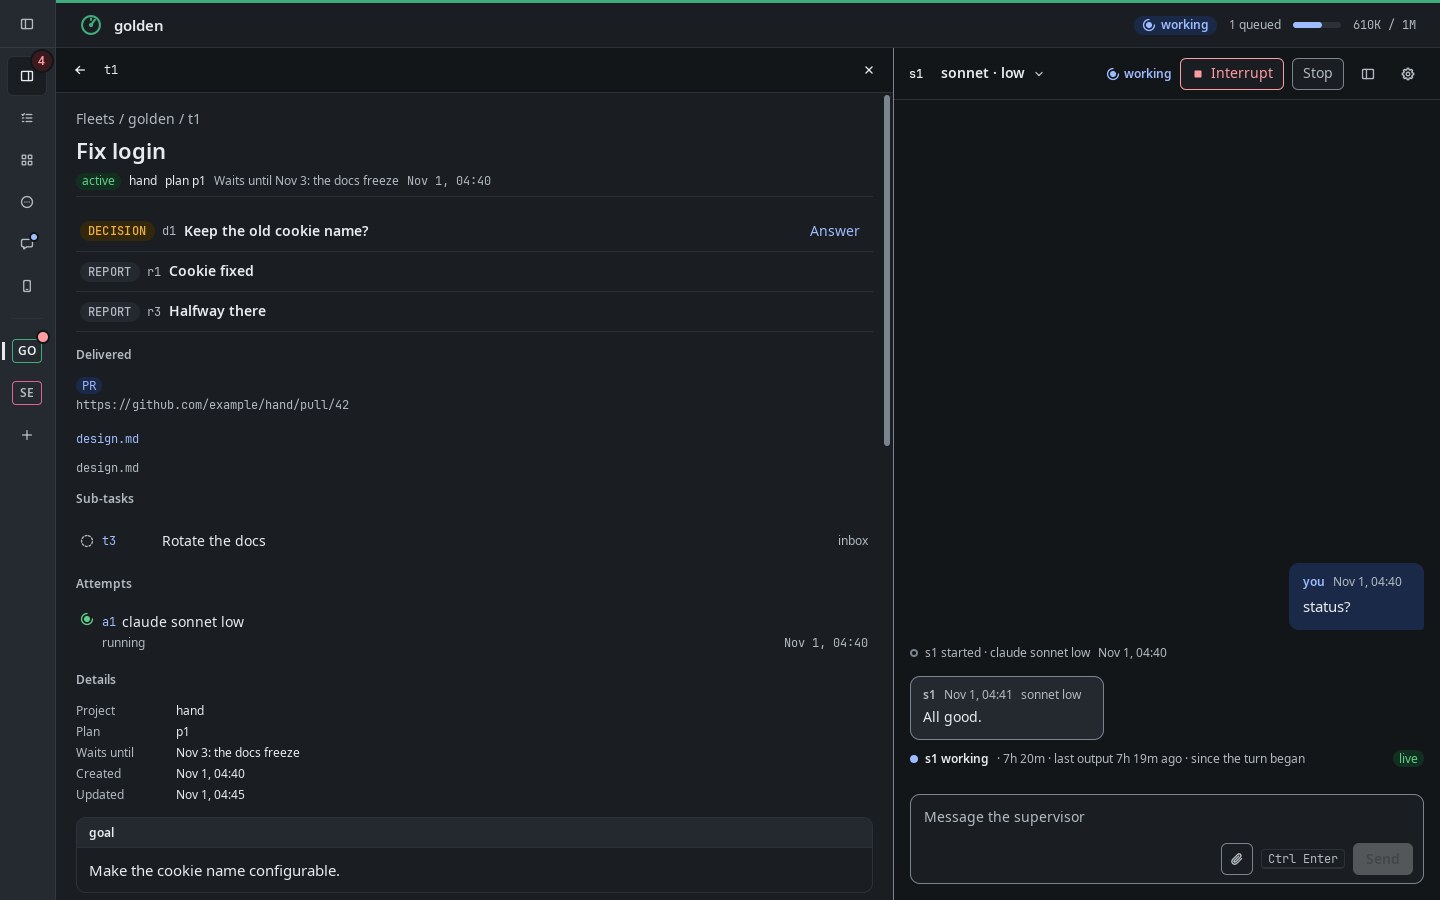 golden
working
1 queued
610K / 1M
4
GO
SE
t1
Fleets / golden / t1
Fix login
active hand plan p1 Waits until Nov 3: the docs freeze Nov 1, 04:40
DECISION d1 Keep the old cookie name? Answer
REPORT r1 Cookie fixed
REPORT r3 Halfway there
Delivered
PR
https://github.com/example/hand/pull/42
design.md
design.md
Sub-tasks
t3 Rotate the docs inbox
Attempts
a1 claude sonnet low
running Nov 1, 04:40
Details
Project hand
Plan p1
Waits until Nov 3: the docs freeze
Created Nov 1, 04:40
Updated Nov 1, 04:45
goal
Make the cookie name configurable.
s1 sonnet · low working Interrupt Stop
you Nov 1, 04:40
status?
s1 started · claude sonnet low Nov 1, 04:40
s1 Nov 1, 04:41 sonnet low
All good.
s1 working · 7h 20m · last output 7h 19m ago · since the turn began live
Message the supervisor
Ctrl Enter Send